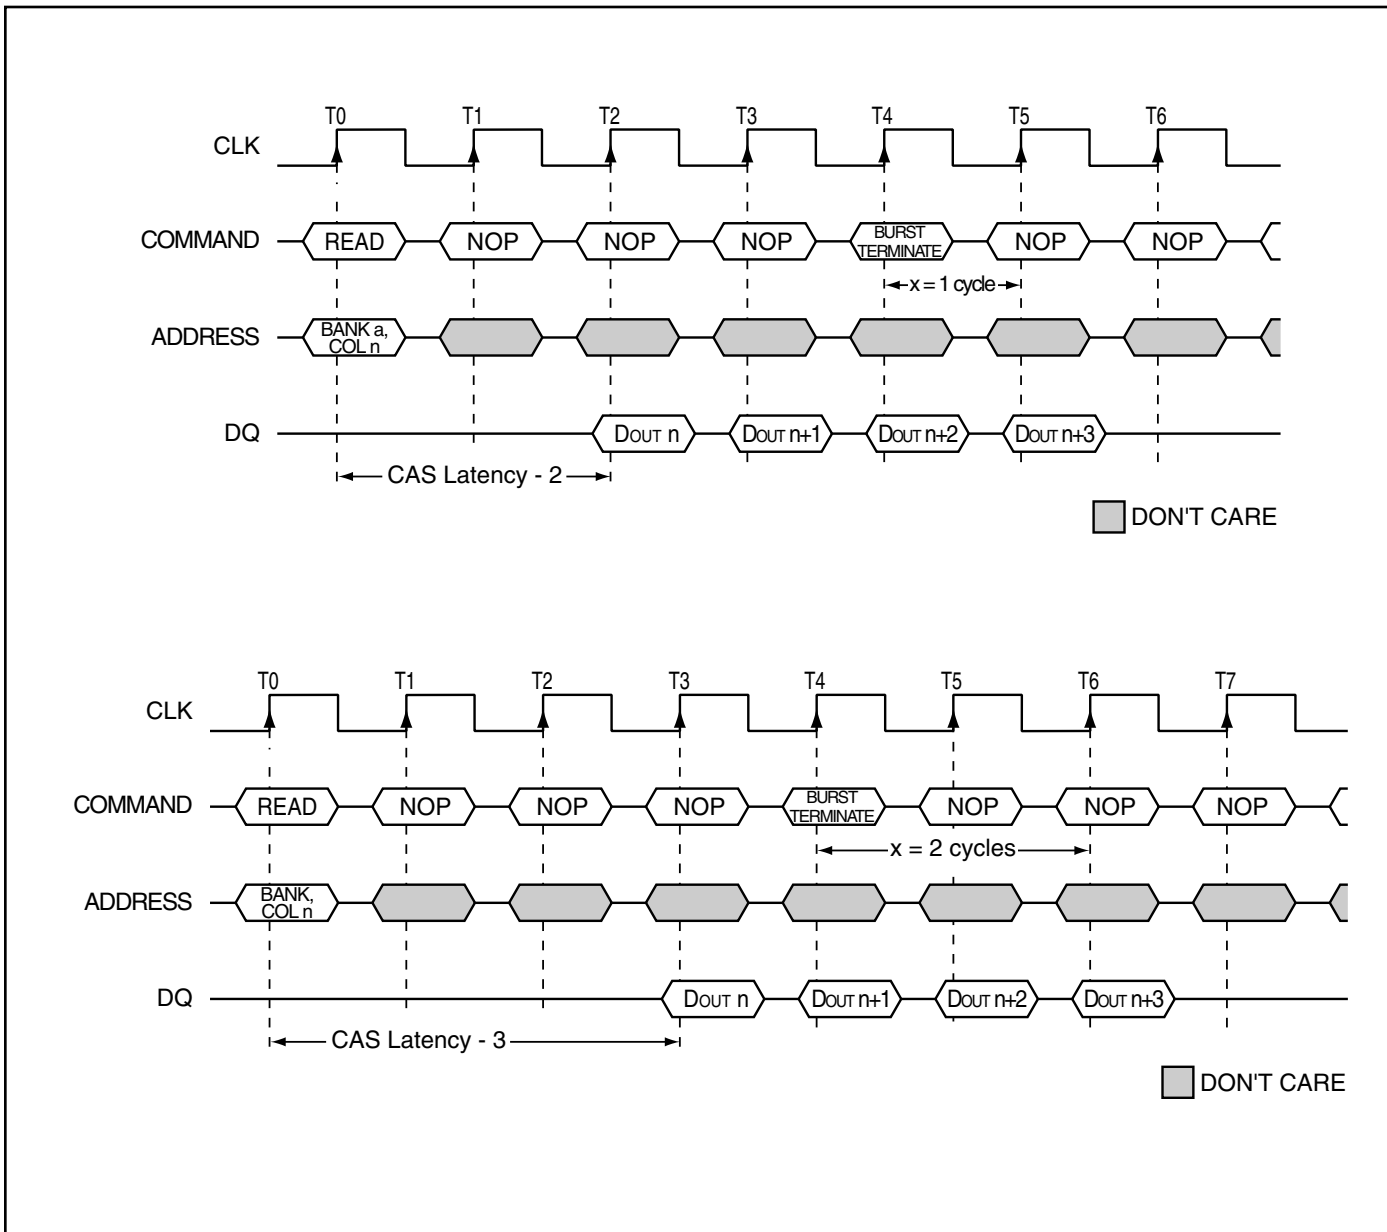 T0 T1 T2 T3 T4 T5 T6
CLK
COMMAND READ NOP NOP NOP BURST TERMINATE NOP NOP
x = 1 cycle
ADDRESS BANK a, COL n
DQ DOUT n DOUT n+1 DOUT n+2 DOUT n+3
CAS Latency - 2
DON'T CARE
T0 T1 T2 T3 T4 T5 T6 T7
CLK
COMMAND READ NOP NOP NOP BURST TERMINATE NOP NOP NOP
x = 2 cycles
ADDRESS BANK, COL n
DQ DOUT n DOUT n+1 DOUT n+2 DOUT n+3
CAS Latency - 3
DON'T CARE